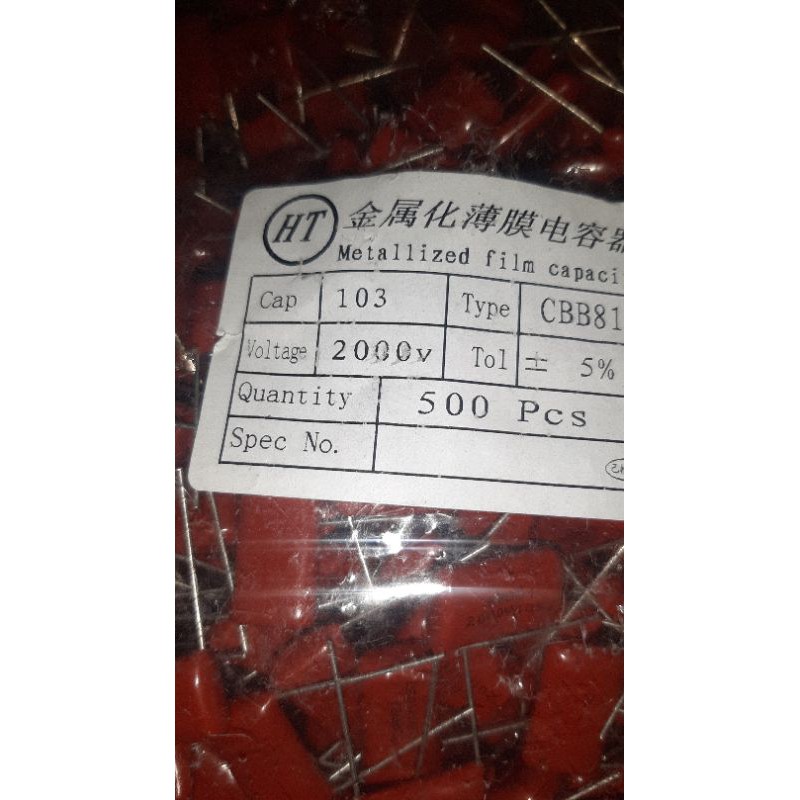 HT 金属化薄膜电容器
Metallized film capaci
Cap 103 Type CBB81
Voltage 2000v Tol ± 5%
Quantity 500 Pcs
Spec No.